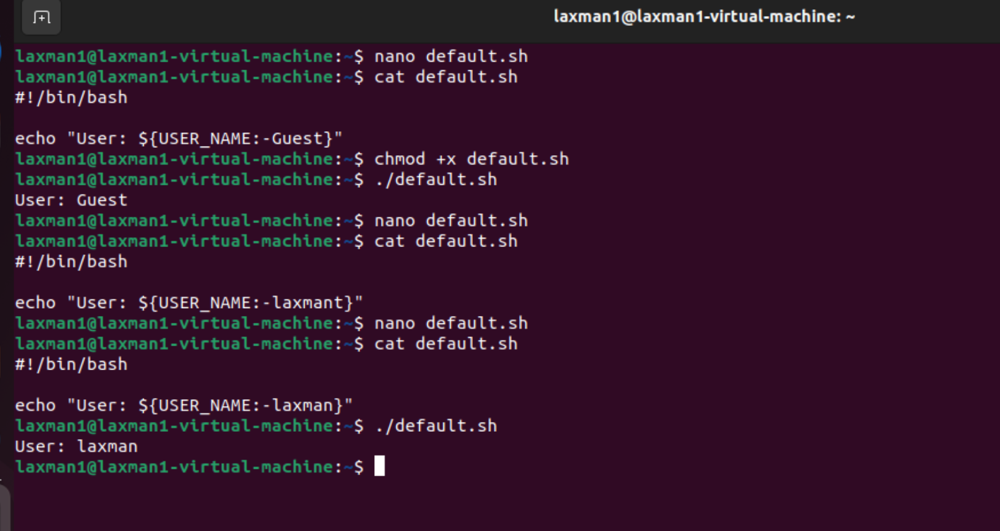 laxman1@laxman1-virtual-machine: ~
laxman1@laxman1-virtual-machine:~$ nano default.sh
laxman1@laxman1-virtual-machine:~$ cat default.sh
#!/bin/bash
echo "User: ${USER_NAME:-Guest}"
laxman1@laxman1-virtual-machine:~$ chmod +x default.sh
laxman1@laxman1-virtual-machine:~$ ./default.sh
User: Guest
laxman1@laxman1-virtual-machine:~$ nano default.sh
laxman1@laxman1-virtual-machine:~$ cat default.sh
#!/bin/bash
echo "User: ${USER_NAME:-laxmant}"
laxman1@laxman1-virtual-machine:~$ nano default.sh
laxman1@laxman1-virtual-machine:~$ cat default.sh
#!/bin/bash
echo "User: ${USER_NAME:-laxman}"
laxman1@laxman1-virtual-machine:~$ ./default.sh
User: laxman
laxman1@laxman1-virtual-machine:~$